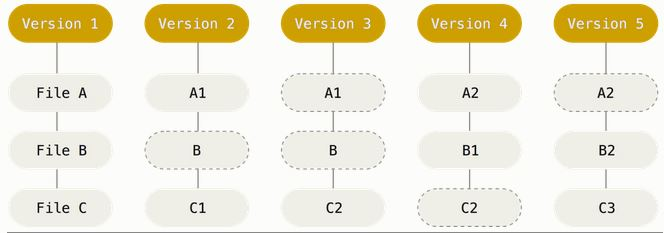 Version 1 Version 2 Version 3 Version 4 Version 5
File A A1 A1 A2 A2
File B B B B1 B2
File C C1 C2 C2 C3